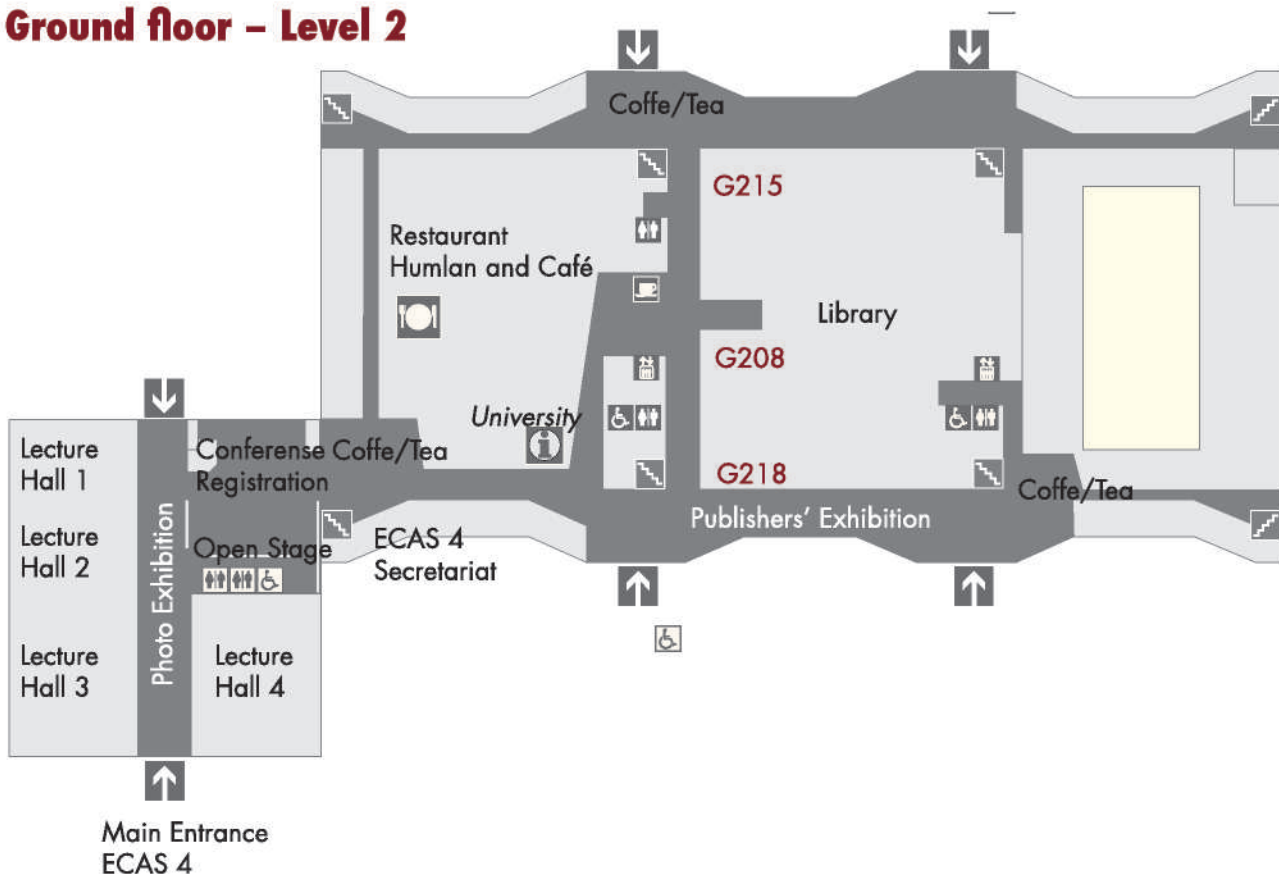 Ground floor – Level 2
Coffe/Tea
G215
Restaurant
Humlan and Café
Library
G208
University
Lecture
Hall 1
Conferense
Registration
Coffe/Tea
G218
Coffe/Tea
Publishers' Exhibition
Lecture
Hall 2
Open Stage
ECAS 4
Secretariat
Photo Exhibition
Lecture
Hall 3
Lecture
Hall 4
Main Entrance
ECAS 4